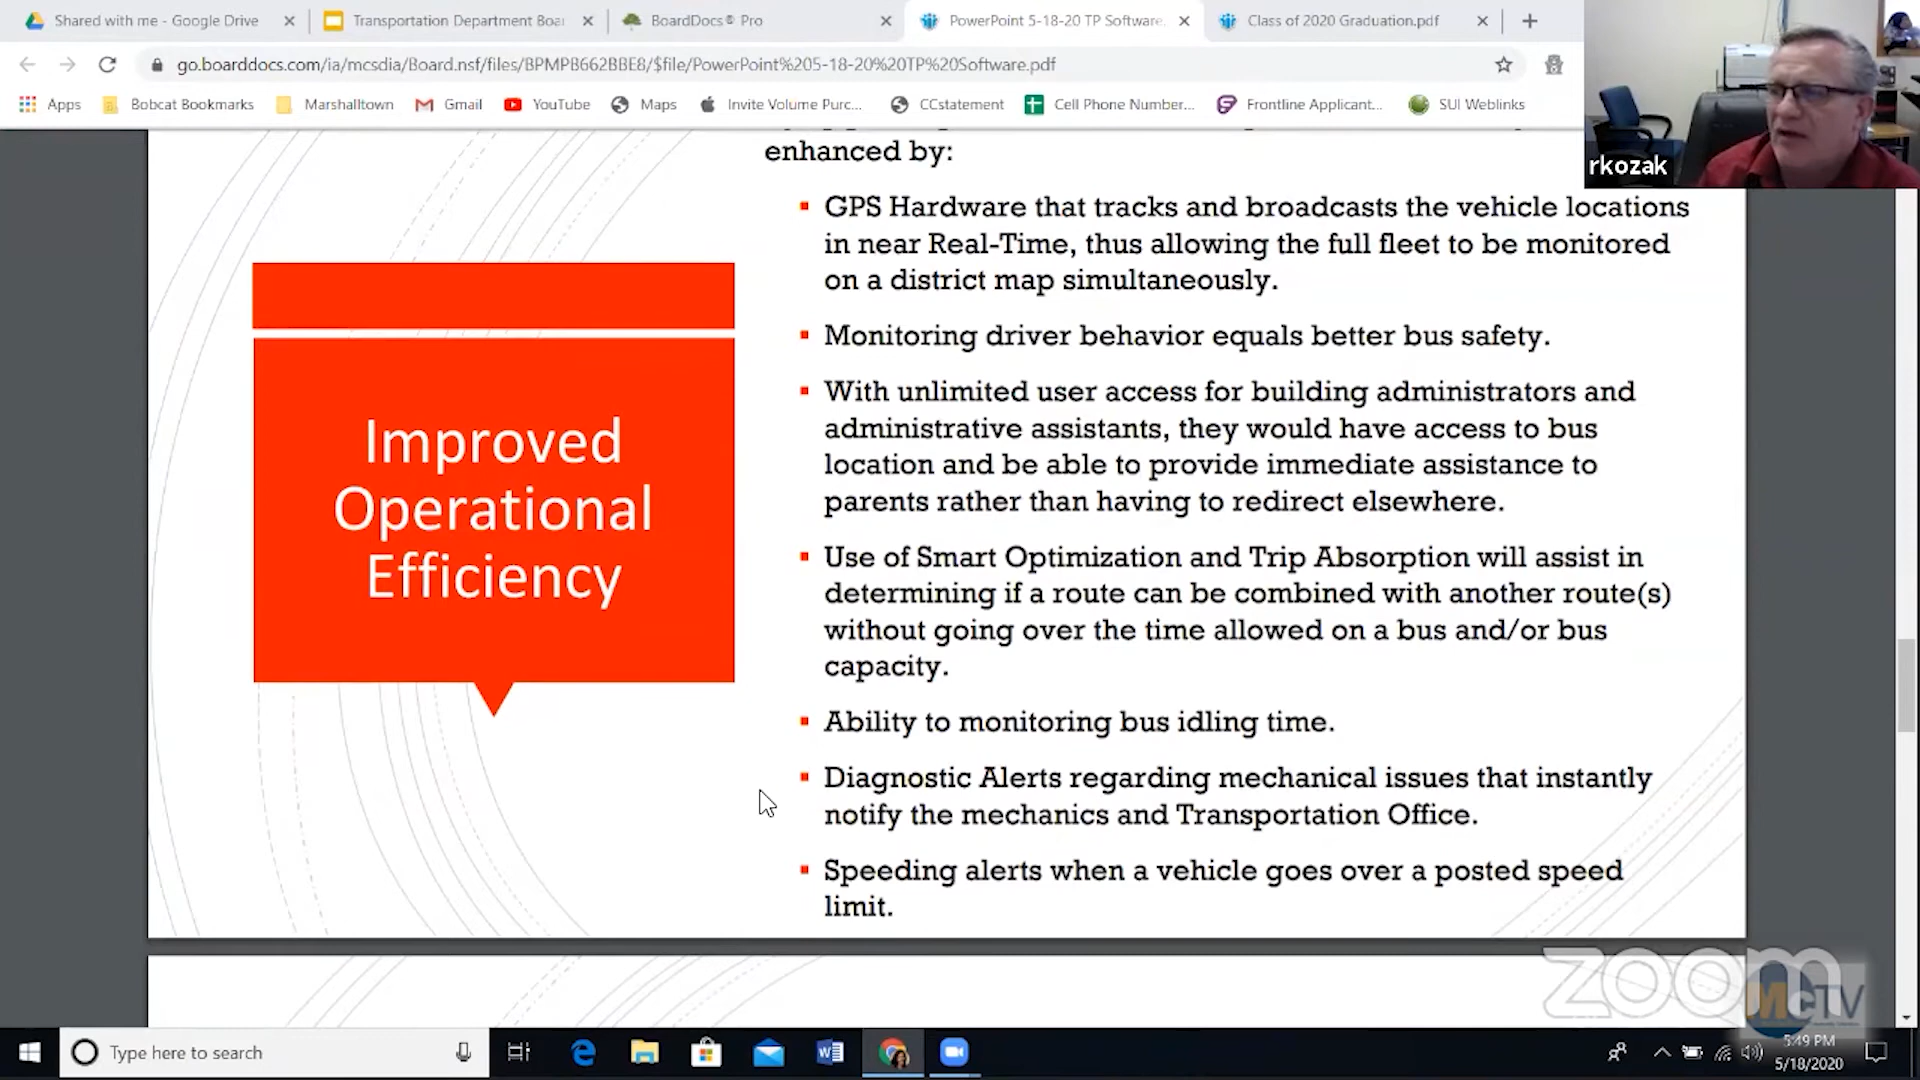 Shared with me - Google Drive
Transportation Department Boa
BoardDocs® Pro
PowerPoint 5-18-20 TP Software.
Class of 2020 Graduation.pdf
go.boarddocs.com/ia/mcsdia/Board.nsf/files/BPMPB662BBE8/$file/PowerPoint%205-18-20%20TP%20Software.pdf
Apps
Bobcat Bookmarks
Marshalltown
Gmail
YouTube
Maps
Invite Volume Purc...
CCstatement
Cell Phone Number...
Frontline Applicant...
SUI Weblinks
rkozak
enhanced by:
GPS Hardware that tracks and broadcasts the vehicle locations
in near Real-Time, thus allowing the full fleet to be monitored
on a district map simultaneously.
Monitoring driver behavior equals better bus safety.
With unlimited user access for building administrators and
administrative assistants, they would have access to bus
location and be able to provide immediate assistance to
parents rather than having to redirect elsewhere.
Use of Smart Optimization and Trip Absorption will assist in
determining if a route can be combined with another route(s)
without going over the time allowed on a bus and/or bus
capacity.
Ability to monitoring bus idling time.
Diagnostic Alerts regarding mechanical issues that instantly
notify the mechanics and Transportation Office.
Speeding alerts when a vehicle goes over a posted speed
limit.
Improved
Operational
Efficiency
zoom
McTV
Type here to search
5:49 PM
5/18/2020